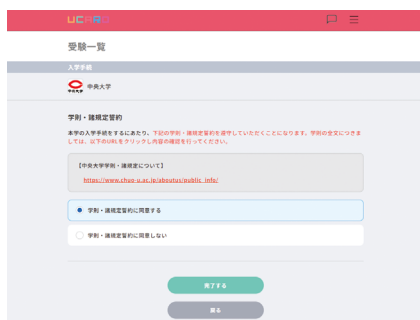 UCARO
受験一覧
入学手続
中央大学
中央大学
学則・諸規定誓約
本学の入学手続をするにあたり、下記の学則・諸規定誓約を遵守していただくことになります。学則の全文につきま
しては、以下のURLをクリックし内容の確認を行ってください。
【中央大学学則・諸規定について】
https://www.chuo-u.ac.jp/aboutus/public_info/
学則・諸規定誓約に同意する
学則・諸規定誓約に同意しない
完了する
戻る